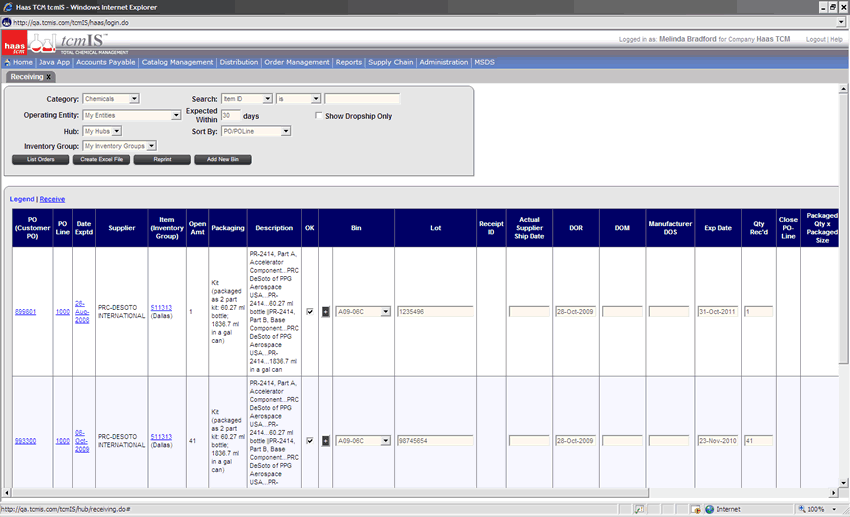 Haas TCM tcmIS - Windows Internet Explorer
http://qa.tcmis.com/tcmIS/haas/login.do
haas tcm tcmIS™ TOTAL CHEMICAL MANAGEMENT
Logged in as: Melinda Bradford for Company Haas TCM Logout | Help
Home | Java App | Accounts Payable | Catalog Management | Distribution | Order Management | Reports | Supply Chain | Administration | MSDS
Receiving X
Category: Chemicals Search: Item ID is
Operating Entity: My Entities Expected Within 30 days Show Dropship Only
Hub: My Hubs Sort By: PO/POLine
Inventory Group: My Inventory Groups
List Orders Create Excel File Reprint Add New Bin
Legend | Receive
PO (Customer PO) PO Line Date Exptd Supplier Item (Inventory Group) Open Amt Packaging Description OK Bin Lot Receipt ID Actual Supplier Ship Date DOR DOM Manufacturer DOS Exp Date Qty Rec'd Close PO-Line Packaged Qty x Packaged Size
899801 1000 26-Aug-2008 PRC-DESOTO INTERNATIONAL 511313 (Dallas) 1 Kit (packaged as 2 part kit: 60.27 ml bottle; 1836.7 ml in a gal can) PR-2414, Part A, Accelerator Component...PRC DeSoto of PPG Aerospace USA...PR-2414...60.27 ml bottle |PR-2414, Part B, Base Component...PRC DeSoto of PPG Aerospace USA...PR-2414...1836.7 ml in a gal can + A09-06C 1235496 28-Oct-2009 31-Oct-2011 1
993300 1000 06-Oct-2009 PRC-DESOTO INTERNATIONAL 511313 (Dallas) 41 Kit (packaged as 2 part kit: 60.27 ml bottle; 1836.7 ml in a gal can) PR-2414, Part A, Accelerator Component...PRC DeSoto of PPG Aerospace USA...PR-2414...60.27 ml bottle |PR-2414, Part B, Base Component...PRC DeSoto of PPG Aerospace USA...PR- + A09-06C 98745654 28-Oct-2009 23-Nov-2010 41
http://qa.tcmis.com/tcmIS/hub/receiving.do# Internet 100%